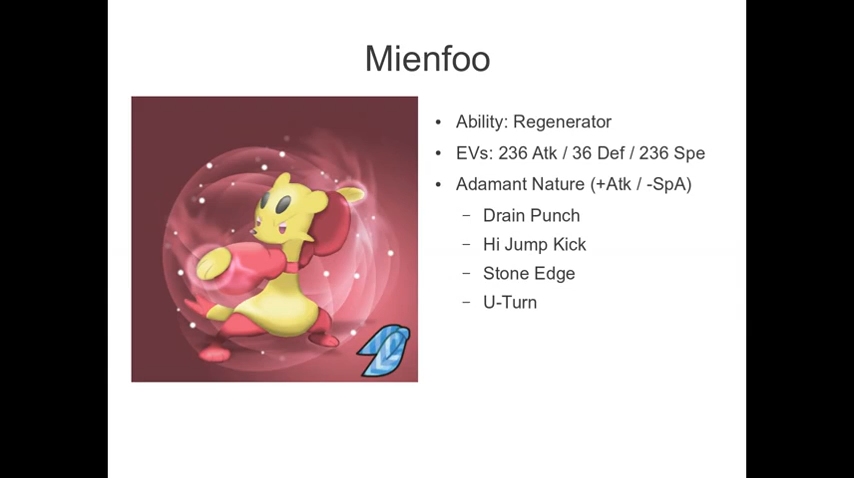 Mienfoo
• Ability: Regenerator
• EVs: 236 Atk / 36 Def / 236 Spe
• Adamant Nature (+Atk / -SpA)
– Drain Punch
– Hi Jump Kick
– Stone Edge
– U-Turn